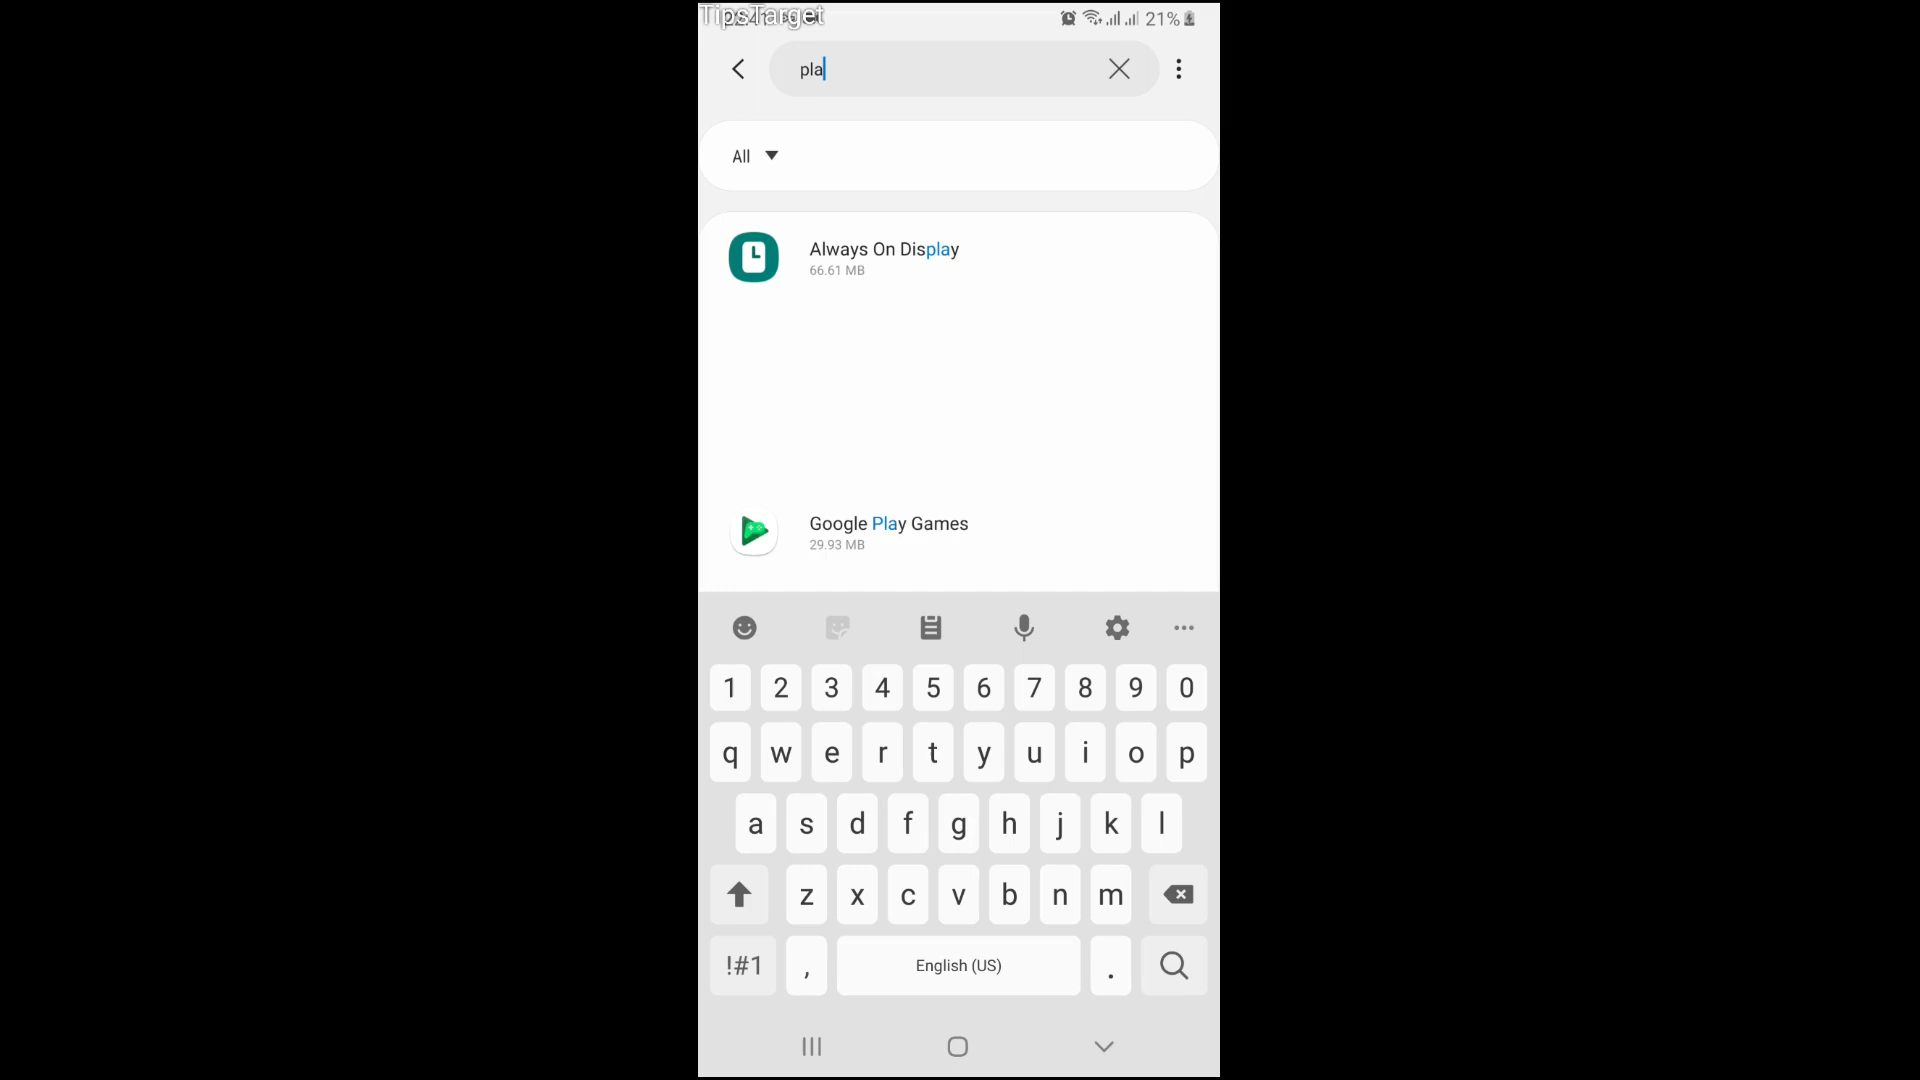 TipsTarget
21%
pla
All
Always On Display
66.61 MB
Google Play Games
29.93 MB
1 2 3 4 5 6 7 8 9 0
q w e r t y u i o p
a s d f g h j k l
z x c v b n m
!#1 , English (US) .